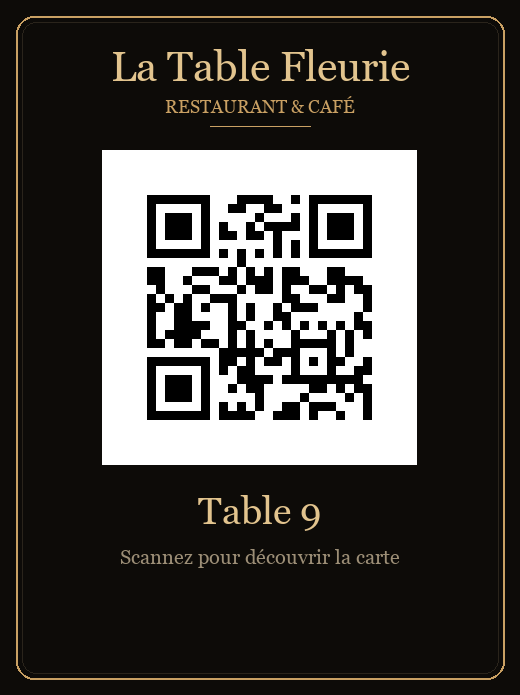 La Table Fleurie
RESTAURANT & CAFÉ
Table 9
Scannez pour découvrir la carte